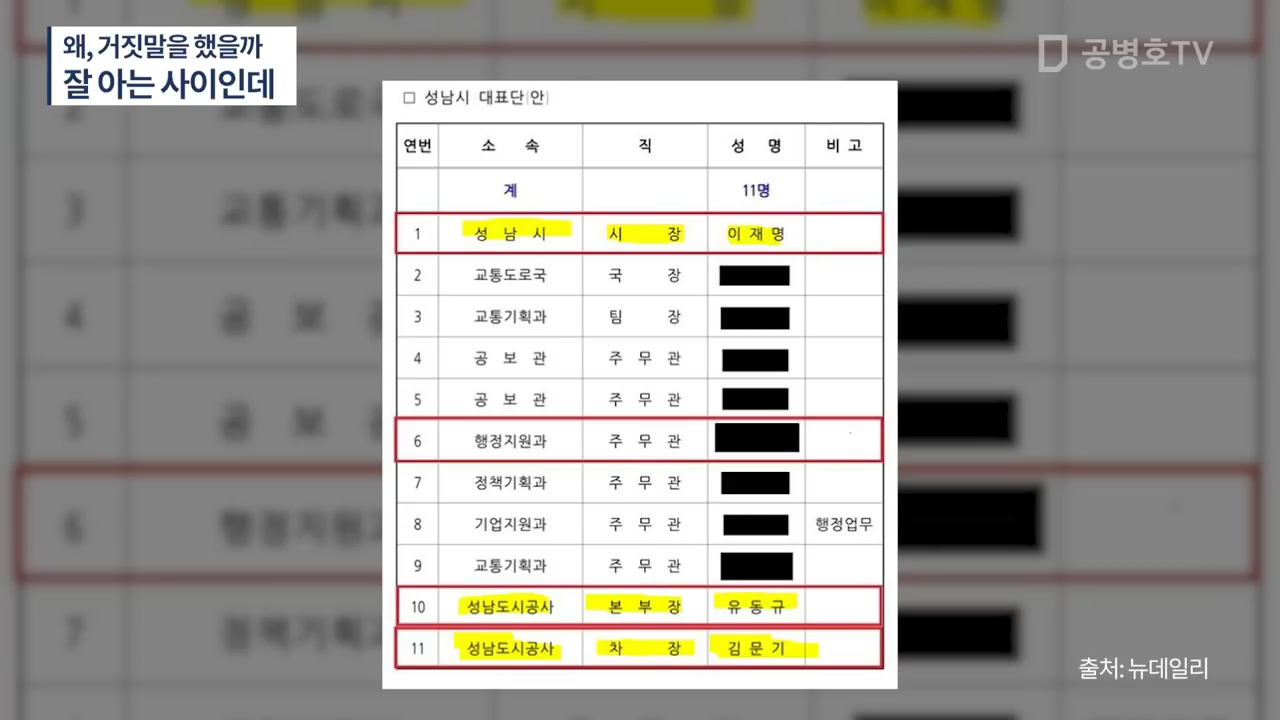 왜, 거짓말을 했을까
잘 아는 사이인데
공병호TV
□ 성남시 대표단(안)
연번 소 속 직 성 명 비 고
계 11명
1 성 남 시 시 장 이 재 명
2 교통도로국 국 장
3 교통기획과 팀 장
4 공 보 관 주 무 관
5 공 보 관 주 무 관
6 행정지원과 주 무 관
7 정책기획과 주 무 관
8 기업지원과 주 무 관 행정업무
9 교통기획과 주 무 관
10 성남도시공사 본 부 장 유 동 규
11 성남도시공사 차 장 김 문 기
출처: 뉴데일리